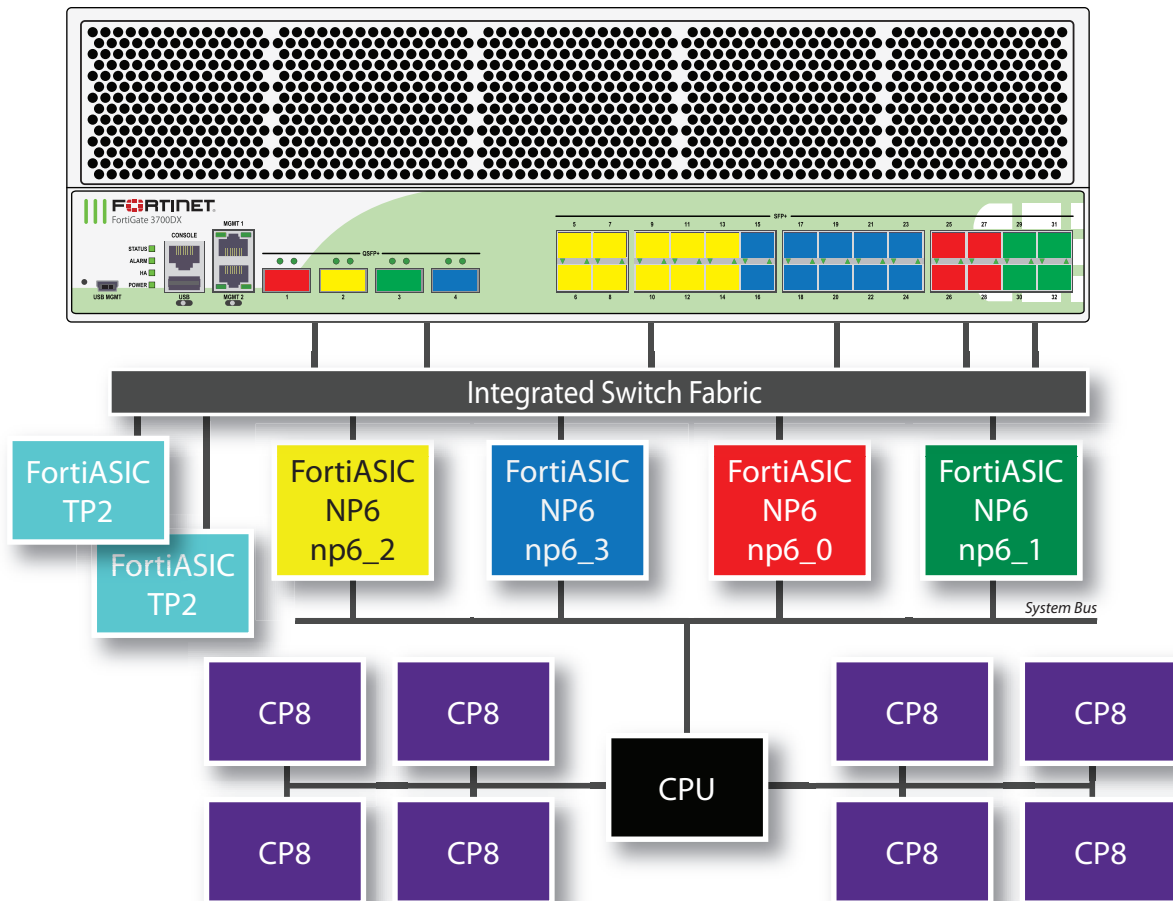 FORTINET
FortiGate 3700DX
STATUS
ALARM
HA
POWER
USB MGMT
CONSOLE
USB
MGMT 1
MGMT 2
QSFP+
1 2 3 4
SFP+
5 7 9 11 13 15 17 19 21 23 25 27 29 31
6 8 10 12 14 16 18 20 22 24 26 28 30 32
Integrated Switch Fabric
FortiASIC
TP2
FortiASIC
TP2
FortiASIC
NP6
np6_2
FortiASIC
NP6
np6_3
FortiASIC
NP6
np6_0
FortiASIC
NP6
np6_1
System Bus
CP8
CP8
CP8
CP8
CPU
CP8
CP8
CP8
CP8